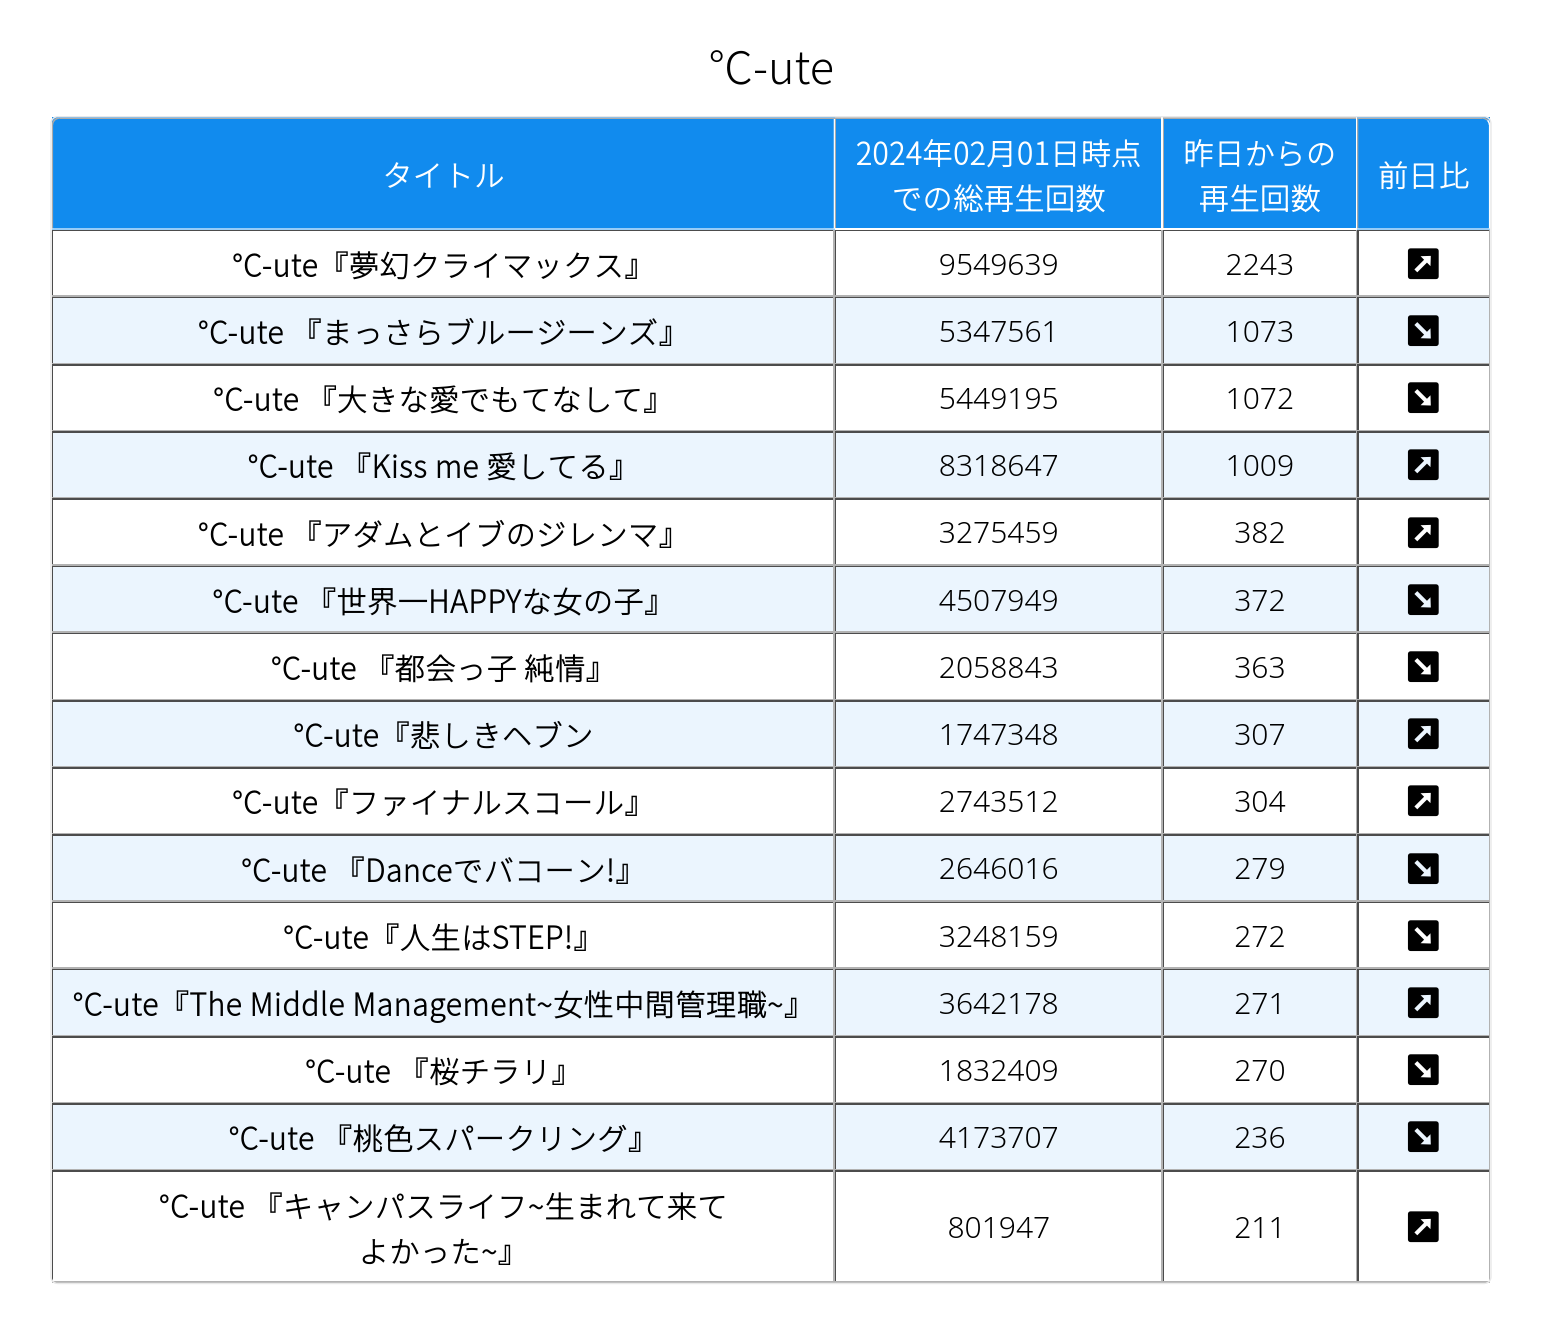 ℃-ute
タイトル
2024年02月01日時点
での総再生回数
昨日からの
再生回数
前日比
℃-ute『夢幻クライマックス』 9549639 2243 ↗
℃-ute 『まっさらブルージーンズ』 5347561 1073 ↘
℃-ute 『大きな愛でもてなして』 5449195 1072 ↘
℃-ute 『Kiss me 愛してる』 8318647 1009 ↗
℃-ute 『アダムとイブのジレンマ』 3275459 382 ↗
℃-ute 『世界一HAPPYな女の子』 4507949 372 ↘
℃-ute 『都会っ子 純情』 2058843 363 ↘
℃-ute『悲しきヘブン 1747348 307 ↗
℃-ute『ファイナルスコール』 2743512 304 ↗
℃-ute 『Danceでバコーン!』 2646016 279 ↘
℃-ute『人生はSTEP!』 3248159 272 ↘
℃-ute『The Middle Management~女性中間管理職~』 3642178 271 ↗
℃-ute 『桜チラリ』 1832409 270 ↘
℃-ute 『桃色スパークリング』 4173707 236 ↘
℃-ute 『キャンパスライフ~生まれて来て
よかった~』 801947 211 ↗